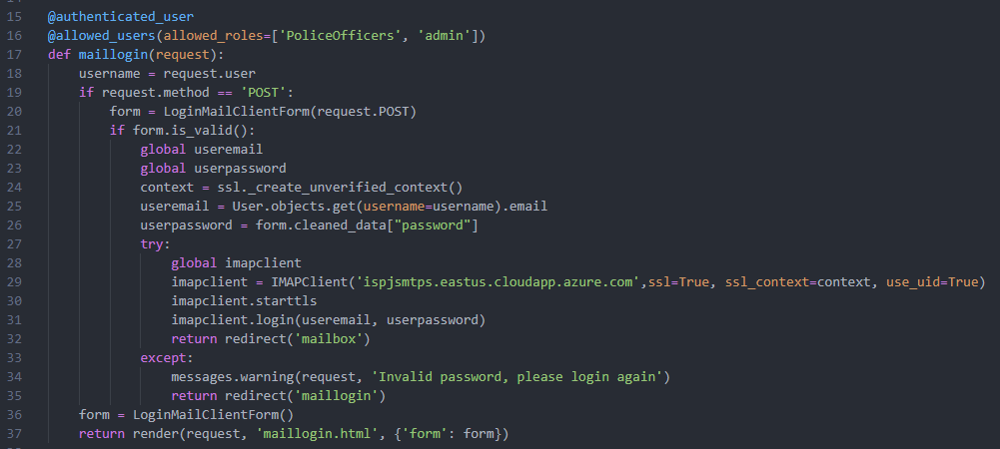 15 @authenticated_user
16 @allowed_users(allowed_roles=['PoliceOfficers', 'admin'])
17 def maillogin(request):
18     username = request.user
19     if request.method == 'POST':
20         form = LoginMailClientForm(request.POST)
21         if form.is_valid():
22             global useremail
23             global userpassword
24             context = ssl._create_unverified_context()
25             useremail = User.objects.get(username=username).email
26             userpassword = form.cleaned_data["password"]
27             try:
28                 global imapclient
29                 imapclient = IMAPClient('ispjsmtps.eastus.cloudapp.azure.com',ssl=True, ssl_context=context, use_uid=True)
30                 imapclient.starttls
31                 imapclient.login(useremail, userpassword)
32                 return redirect('mailbox')
33             except:
34                 messages.warning(request, 'Invalid password, please login again')
35                 return redirect('maillogin')
36     form = LoginMailClientForm()
37     return render(request, 'maillogin.html', {'form': form})